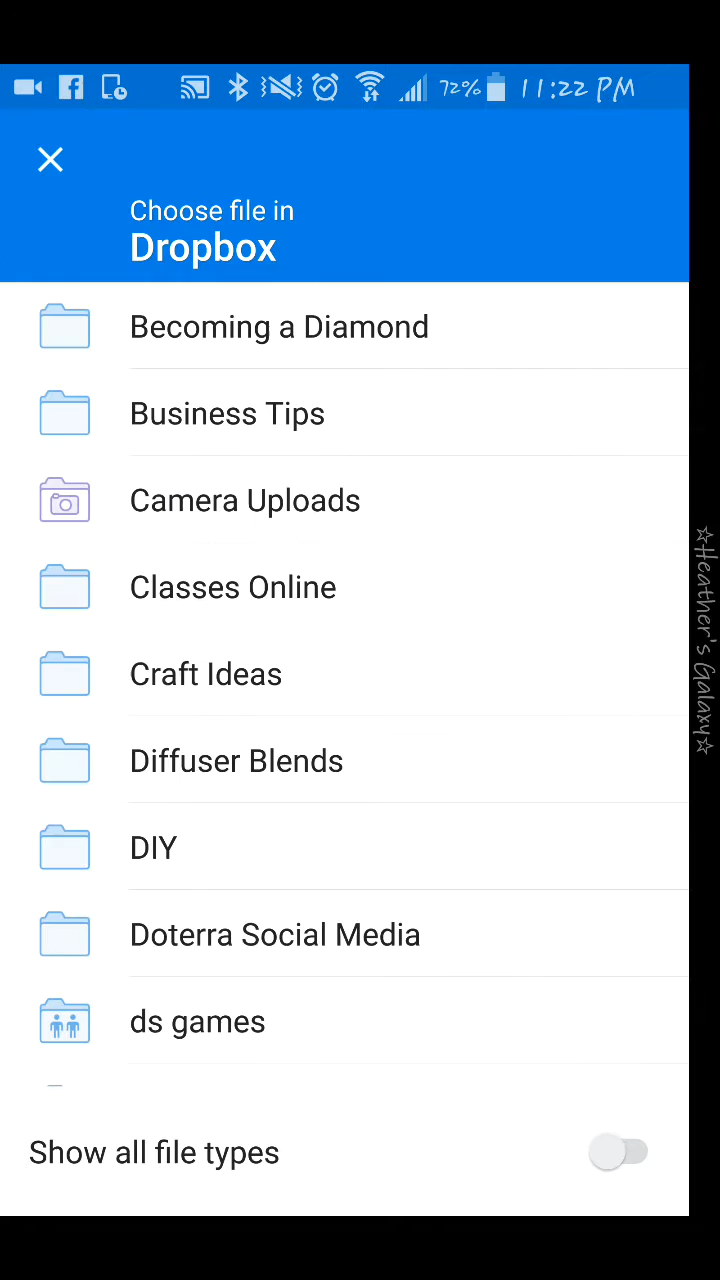 72% 11:22 PM
Choose file in
Dropbox
Becoming a Diamond
Business Tips
Camera Uploads
Classes Online
Craft Ideas
Diffuser Blends
DIY
Doterra Social Media
ds games
Show all file types
☆Heather's Galaxy☆